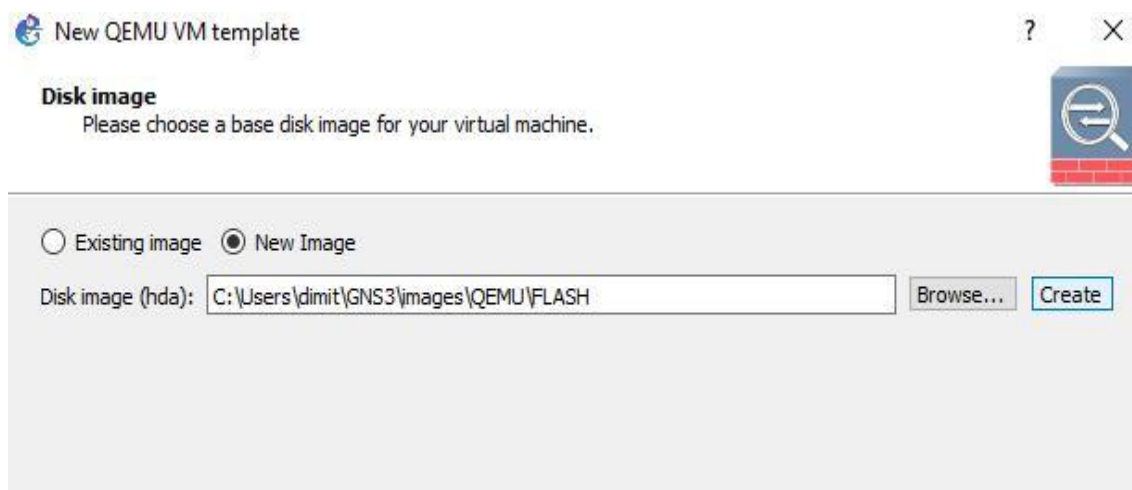 New QEMU VM template ? ×
Disk image
Please choose a base disk image for your virtual machine.
Existing image New Image
Disk image (hda): C:\Users\dimit\GNS3\images\QEMU\FLASH Browse... Create